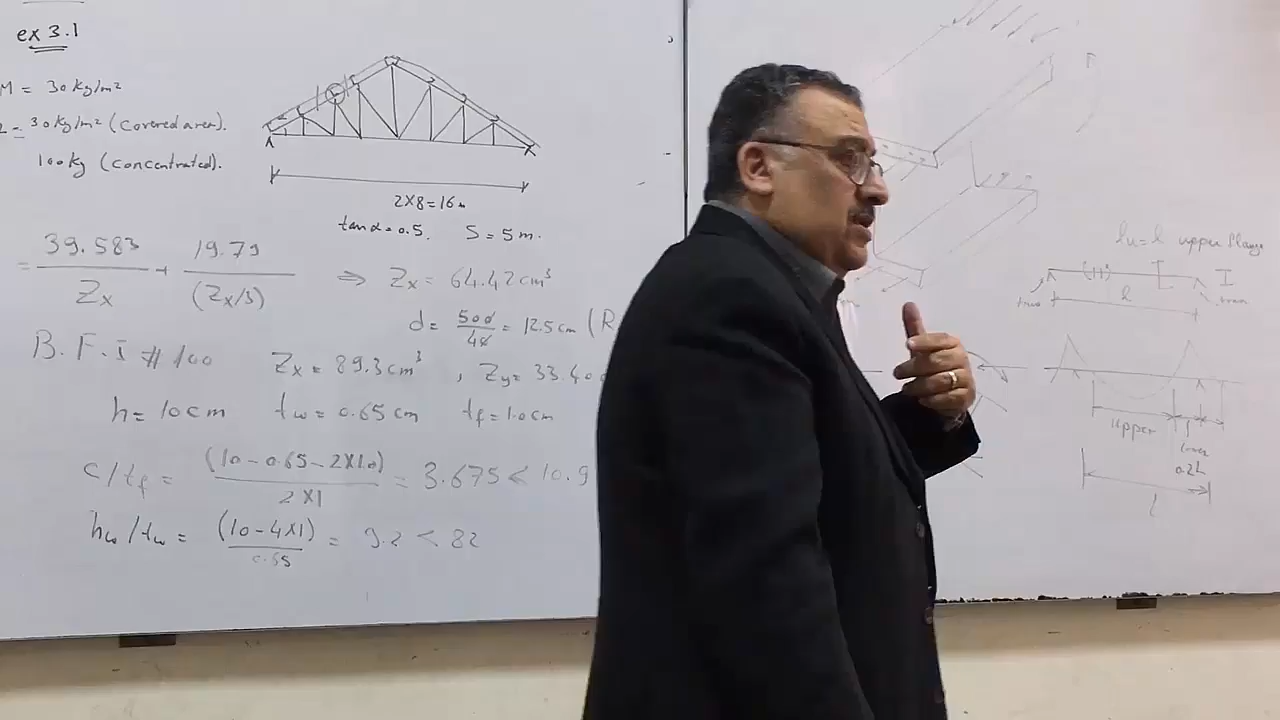 ex 3.1
M = 30 kg/m²
= 30 kg/m² (covered area).
100 kg (concentrated).
2X8 = 16 m
tan α = 0.5. S = 5 m.
= 39.583 / Zx + 19.79 / (Zx/3) ⇒ Zx = 64.42 cm³
d = 500/40 = 12.5 cm (R
B.F.I # 100 Zx = 89.3 cm³ , Zy = 33.40
h = 10 cm tw = 0.65 cm tf = 1.0 cm
c/tf = (10 - 0.65 - 2X1.0) / 2X1 = 3.675 < 10.9
hw/tw = (10 - 4X1) / 0.65 = 9.2 < 82
lu = l upper flange
I
truss l truss
upper lower
0.2l
l